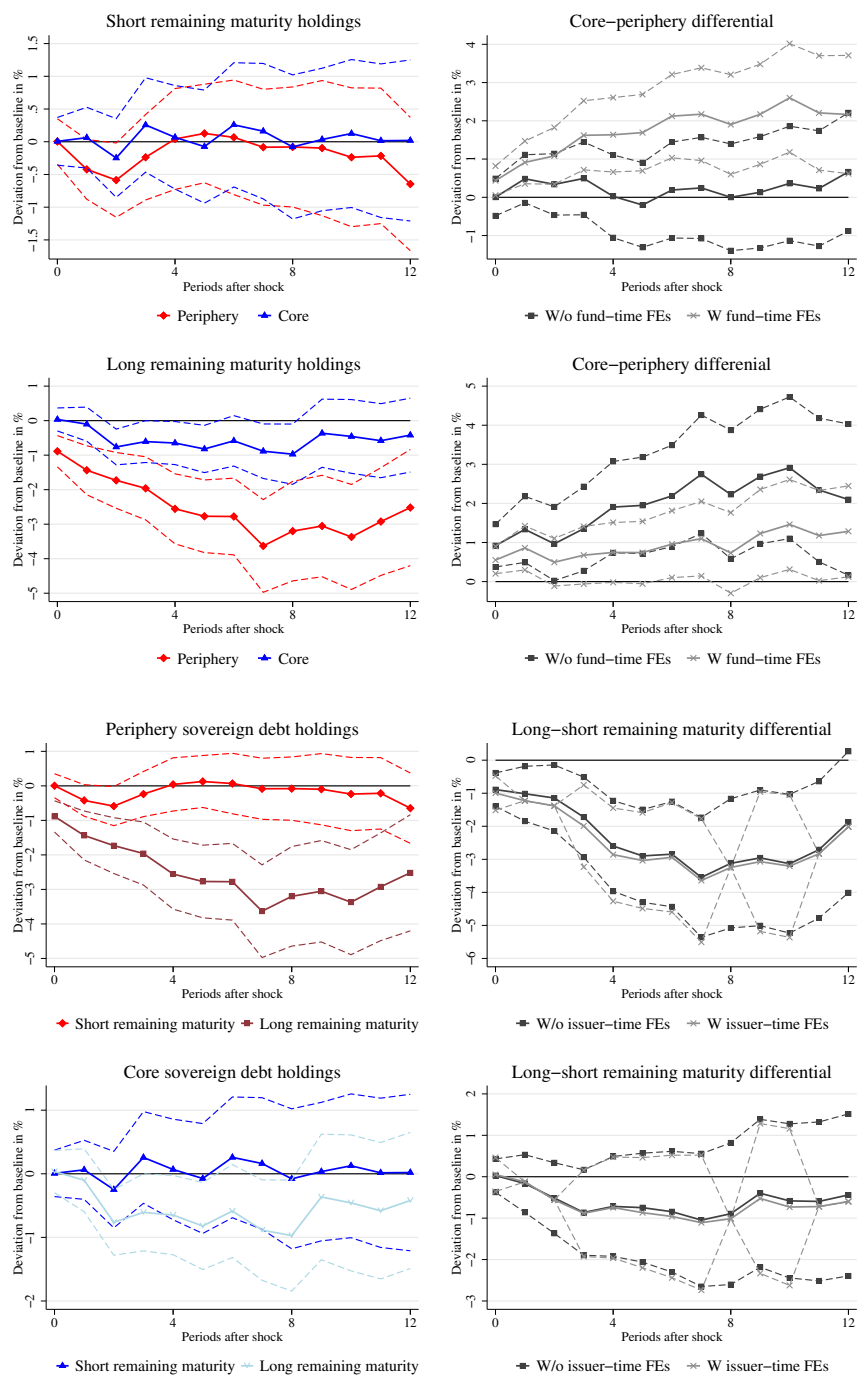 Short remaining maturity holdings
Deviation from baseline in %
1.5
1
.5
0
−.5
−1
−1.5
0 4 8 12
Periods after shock
Periphery Core
Core−periphery differential
Deviation from baseline in %
4
3
2
1
0
−1
0 4 8 12
Periods after shock
W/o fund−time FEs W fund−time FEs
Long remaining maturity holdings
Deviation from baseline in %
1
0
−1
−2
−3
−4
−5
0 4 8 12
Periods after shock
Periphery Core
Core−periphery differenial
Deviation from baseline in %
5
4
3
2
1
0
0 4 8 12
Periods after shock
W/o fund−time FEs W fund−time FEs
Periphery sovereign debt holdings
Deviation from baseline in %
1
0
−1
−2
−3
−4
−5
0 4 8 12
Periods after shock
Short remaining maturity Long remaining maturity
Long−short remaining maturity differential
Deviation from baseline in %
0
−1
−2
−3
−4
−5
−6
0 4 8 12
Periods after shock
W/o issuer−time FEs W issuer−time FEs
Core sovereign debt holdings
Deviation from baseline in %
1
0
−1
−2
0 4 8 12
Periods after shock
Short remaining maturity Long remaining maturity
Long−short remaining maturity differential
Deviation from baseline in %
2
1
0
−1
−2
−3
0 4 8 12
Periods after shock
W/o issuer−time FEs W issuer−time FEs